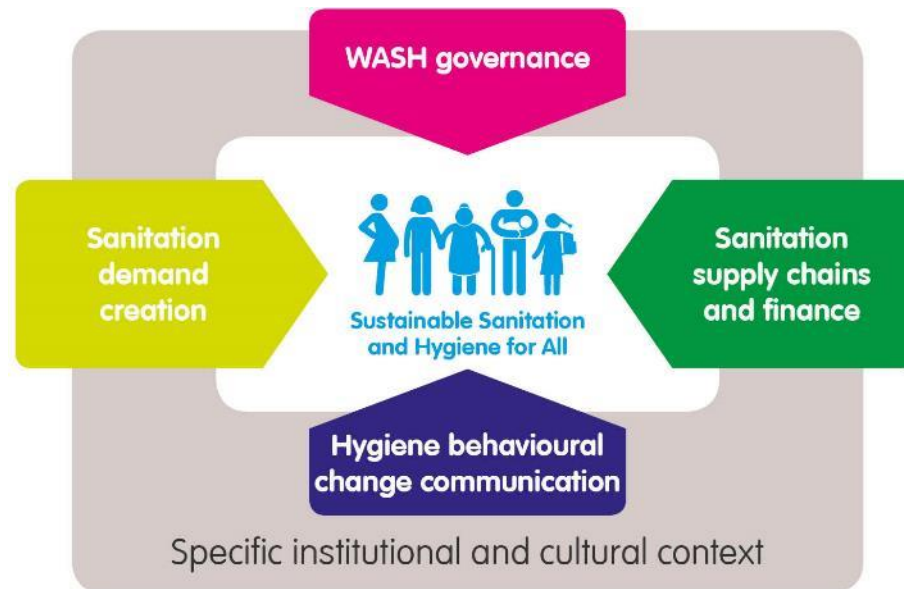 WASH governance
Sanitation
demand
creation
Sanitation
supply chains
and finance
Sustainable Sanitation
and Hygiene for All
Hygiene behavioural
change communication
Specific institutional and cultural context